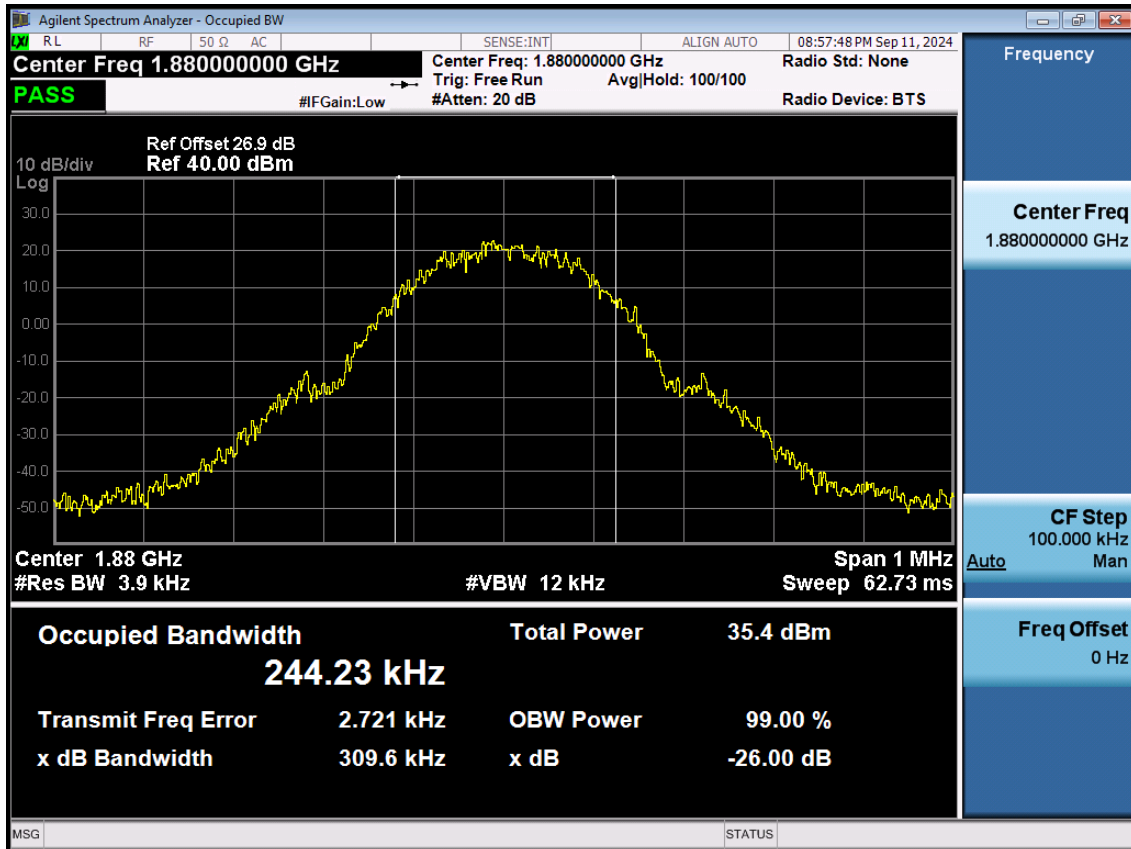 Agilent Spectrum Analyzer - Occupied BW
LXI RL RF 50 Ω AC SENSE:INT ALIGN AUTO 08:57:48 PM Sep 11, 2024
Center Freq 1.880000000 GHz
Center Freq: 1.880000000 GHz
Radio Std: None
Trig: Free Run Avg|Hold: 100/100
PASS
#IFGain:Low
#Atten: 20 dB
Radio Device: BTS
Ref Offset 26.9 dB
10 dB/div Ref 40.00 dBm
Log
30.0
20.0
10.0
0.00
-10.0
-20.0
-30.0
-40.0
-50.0
Center 1.88 GHz Span 1 MHz
#Res BW 3.9 kHz #VBW 12 kHz Sweep 62.73 ms
Occupied Bandwidth Total Power 35.4 dBm
244.23 kHz
Transmit Freq Error 2.721 kHz OBW Power 99.00 %
x dB Bandwidth 309.6 kHz x dB -26.00 dB
MSG STATUS
Frequency
Center Freq
1.880000000 GHz
CF Step
100.000 kHz
Auto Man
Freq Offset
0 Hz